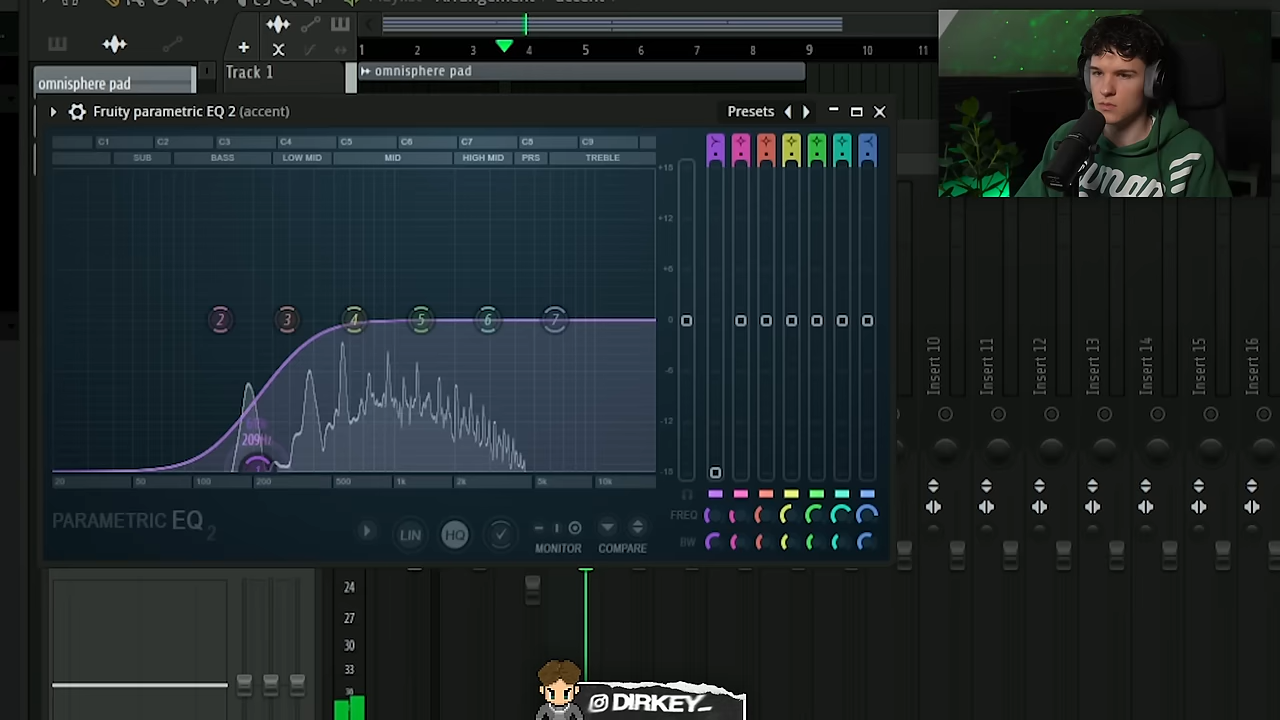 1 2 3 4 5 6 7 8 9 10 11
omnisphere pad
Track 1
omnisphere pad
Fruity parametric EQ 2 (accent)
Presets
C1 C2 C3 C4 C5 C6 C7 C8 C9
SUB BASS LOW MID MID HIGH MID PRS TREBLE
+18
+12
+6
0
-6
-12
-18
2 3 4 5 6 7
209Hz
1
20 50 100 200 500 1k 2k 5k 10k
PARAMETRIC EQ 2
LIN HQ
MONITOR COMPARE
FREQ
BW
Insert 10
Insert 11
Insert 12
Insert 13
Insert 14
Insert 15
Insert 16
24
27
30
33
DIRKEY_